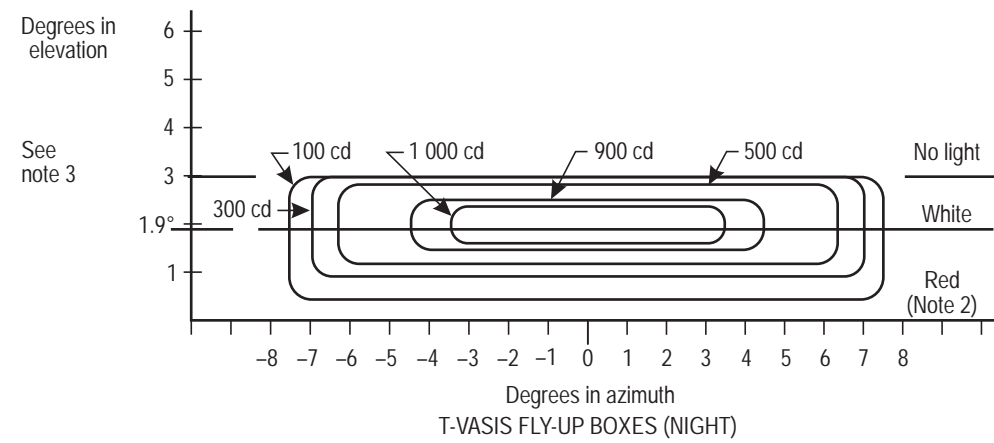 Degrees in
elevation
6
5
4
See
note 3
3
1.9°
1
100 cd
1 000 cd
900 cd
500 cd
300 cd
No light
White
Red
(Note 2)
–8 –7 –6 –5 –4 –3 –2 –1 0 1 2 3 4 5 6 7 8
Degrees in azimuth
T-VASIS FLY-UP BOXES (NIGHT)